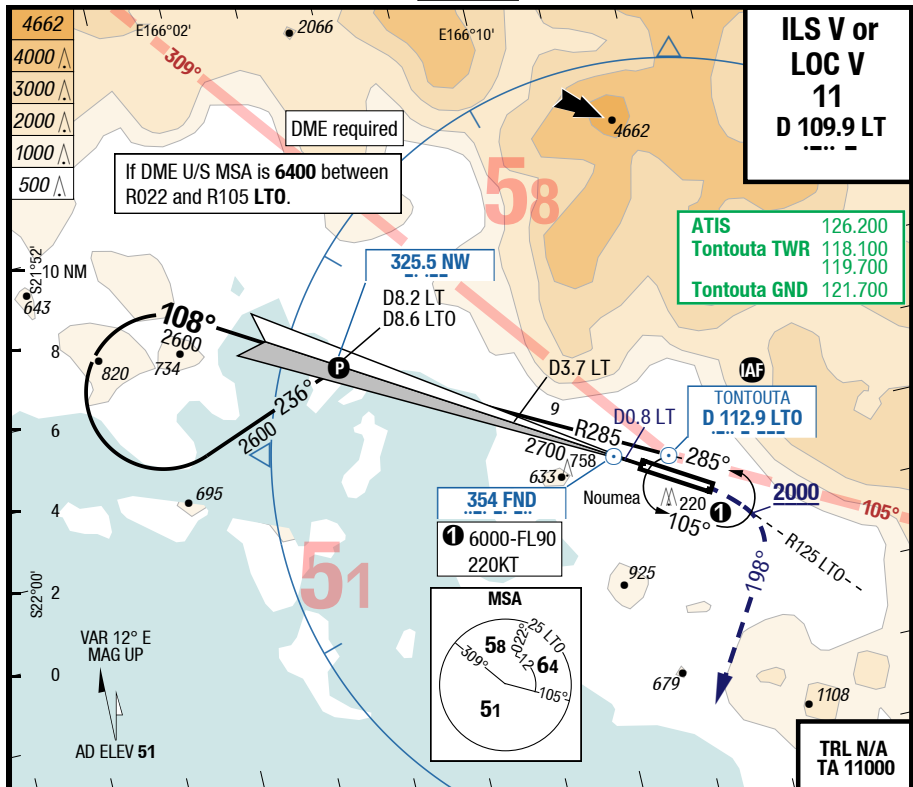 4662
4000
3000
2000
1000
500
E166°02'
2066
E166°10'
309°
4662
ILS V or
LOC V
11
D 109.9 LT
DME required
If DME U/S MSA is 6400 between
R022 and R105 LTO.
58
ATIS 126.200
Tontouta TWR 118.100
119.700
Tontouta GND 121.700
S21°52'
10 NM
643
325.5 NW
D8.2 LT
D8.6 LTO
108°
2600
8
820
734
P
236°
2600
D3.7 LT
IAF
TONTOUTA
D 112.9 LTO
9
R285
D0.8 LT
6
2700
758
633
285°
354 FND
Noumea
220
1
105°
2000
105°
695
4
1 6000-FL90
220KT
R125 LTO
198°
51
925
2
S22°00'
MSA
58
022°
25 LTO
12
309°
64
105°
51
VAR 12° E
MAG UP
0
679
1108
AD ELEV 51
TRL N/A
TA 11000